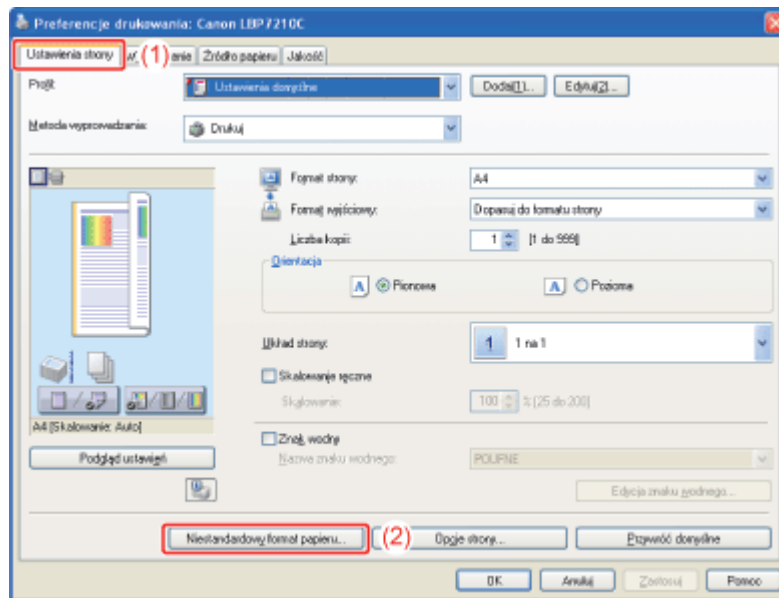 Preferencje drukowania: Canon LBP7210C
Ustawienia strony (1) anie Źródło papieru Jakość
Profil: Ustawienia domyślne Dodaj(1)... Edytuj(2)...
Metoda wyprowadzania: Drukuj
Format strony: A4
Format wyjściowy: Dopasuj do formatu strony
Liczba kopii: 1 [1 do 999]
Orientacja
A Pionowa A Pozioma
Układ strony: 1 1 na 1
Skalowanie ręczne
Skalowanie: 100 % [25 do 200]
A4 [Skalowanie: Auto]
Podgląd ustawień
Znak wodny
Nazwa znaku wodnego: POUFNE
Edycja znaku wodnego...
Niestandardowy format papieru... (2) Opcje strony... Przywróć domyślne
OK Anuluj Zastosuj Pomoc